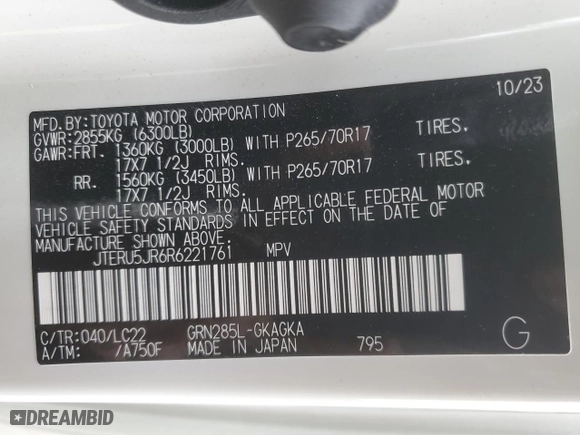 MFD.BY:TOYOTA MOTOR CORPORATION 10/23
GVWR:2855KG (6300LB)
GAWR:FRT. 1360KG (3000LB) WITH P265/70R17 TIRES,
17X7 1/2J RIMS.
RR. 1560KG (3450LB) WITH P265/70R17 TIRES,
17X7 1/2J RIMS.
THIS VEHICLE CONFORMS TO ALL APPLICABLE FEDERAL MOTOR
VEHICLE SAFETY STANDARDS IN EFFECT ON THE DATE OF
MANUFACTURE SHOWN ABOVE.
JTERU5JR6R6221761 MPV
C/TR:040/LC22 GRN285L-GKAGKA
A/TM: /A750F MADE IN JAPAN 795 G
DREAMBID